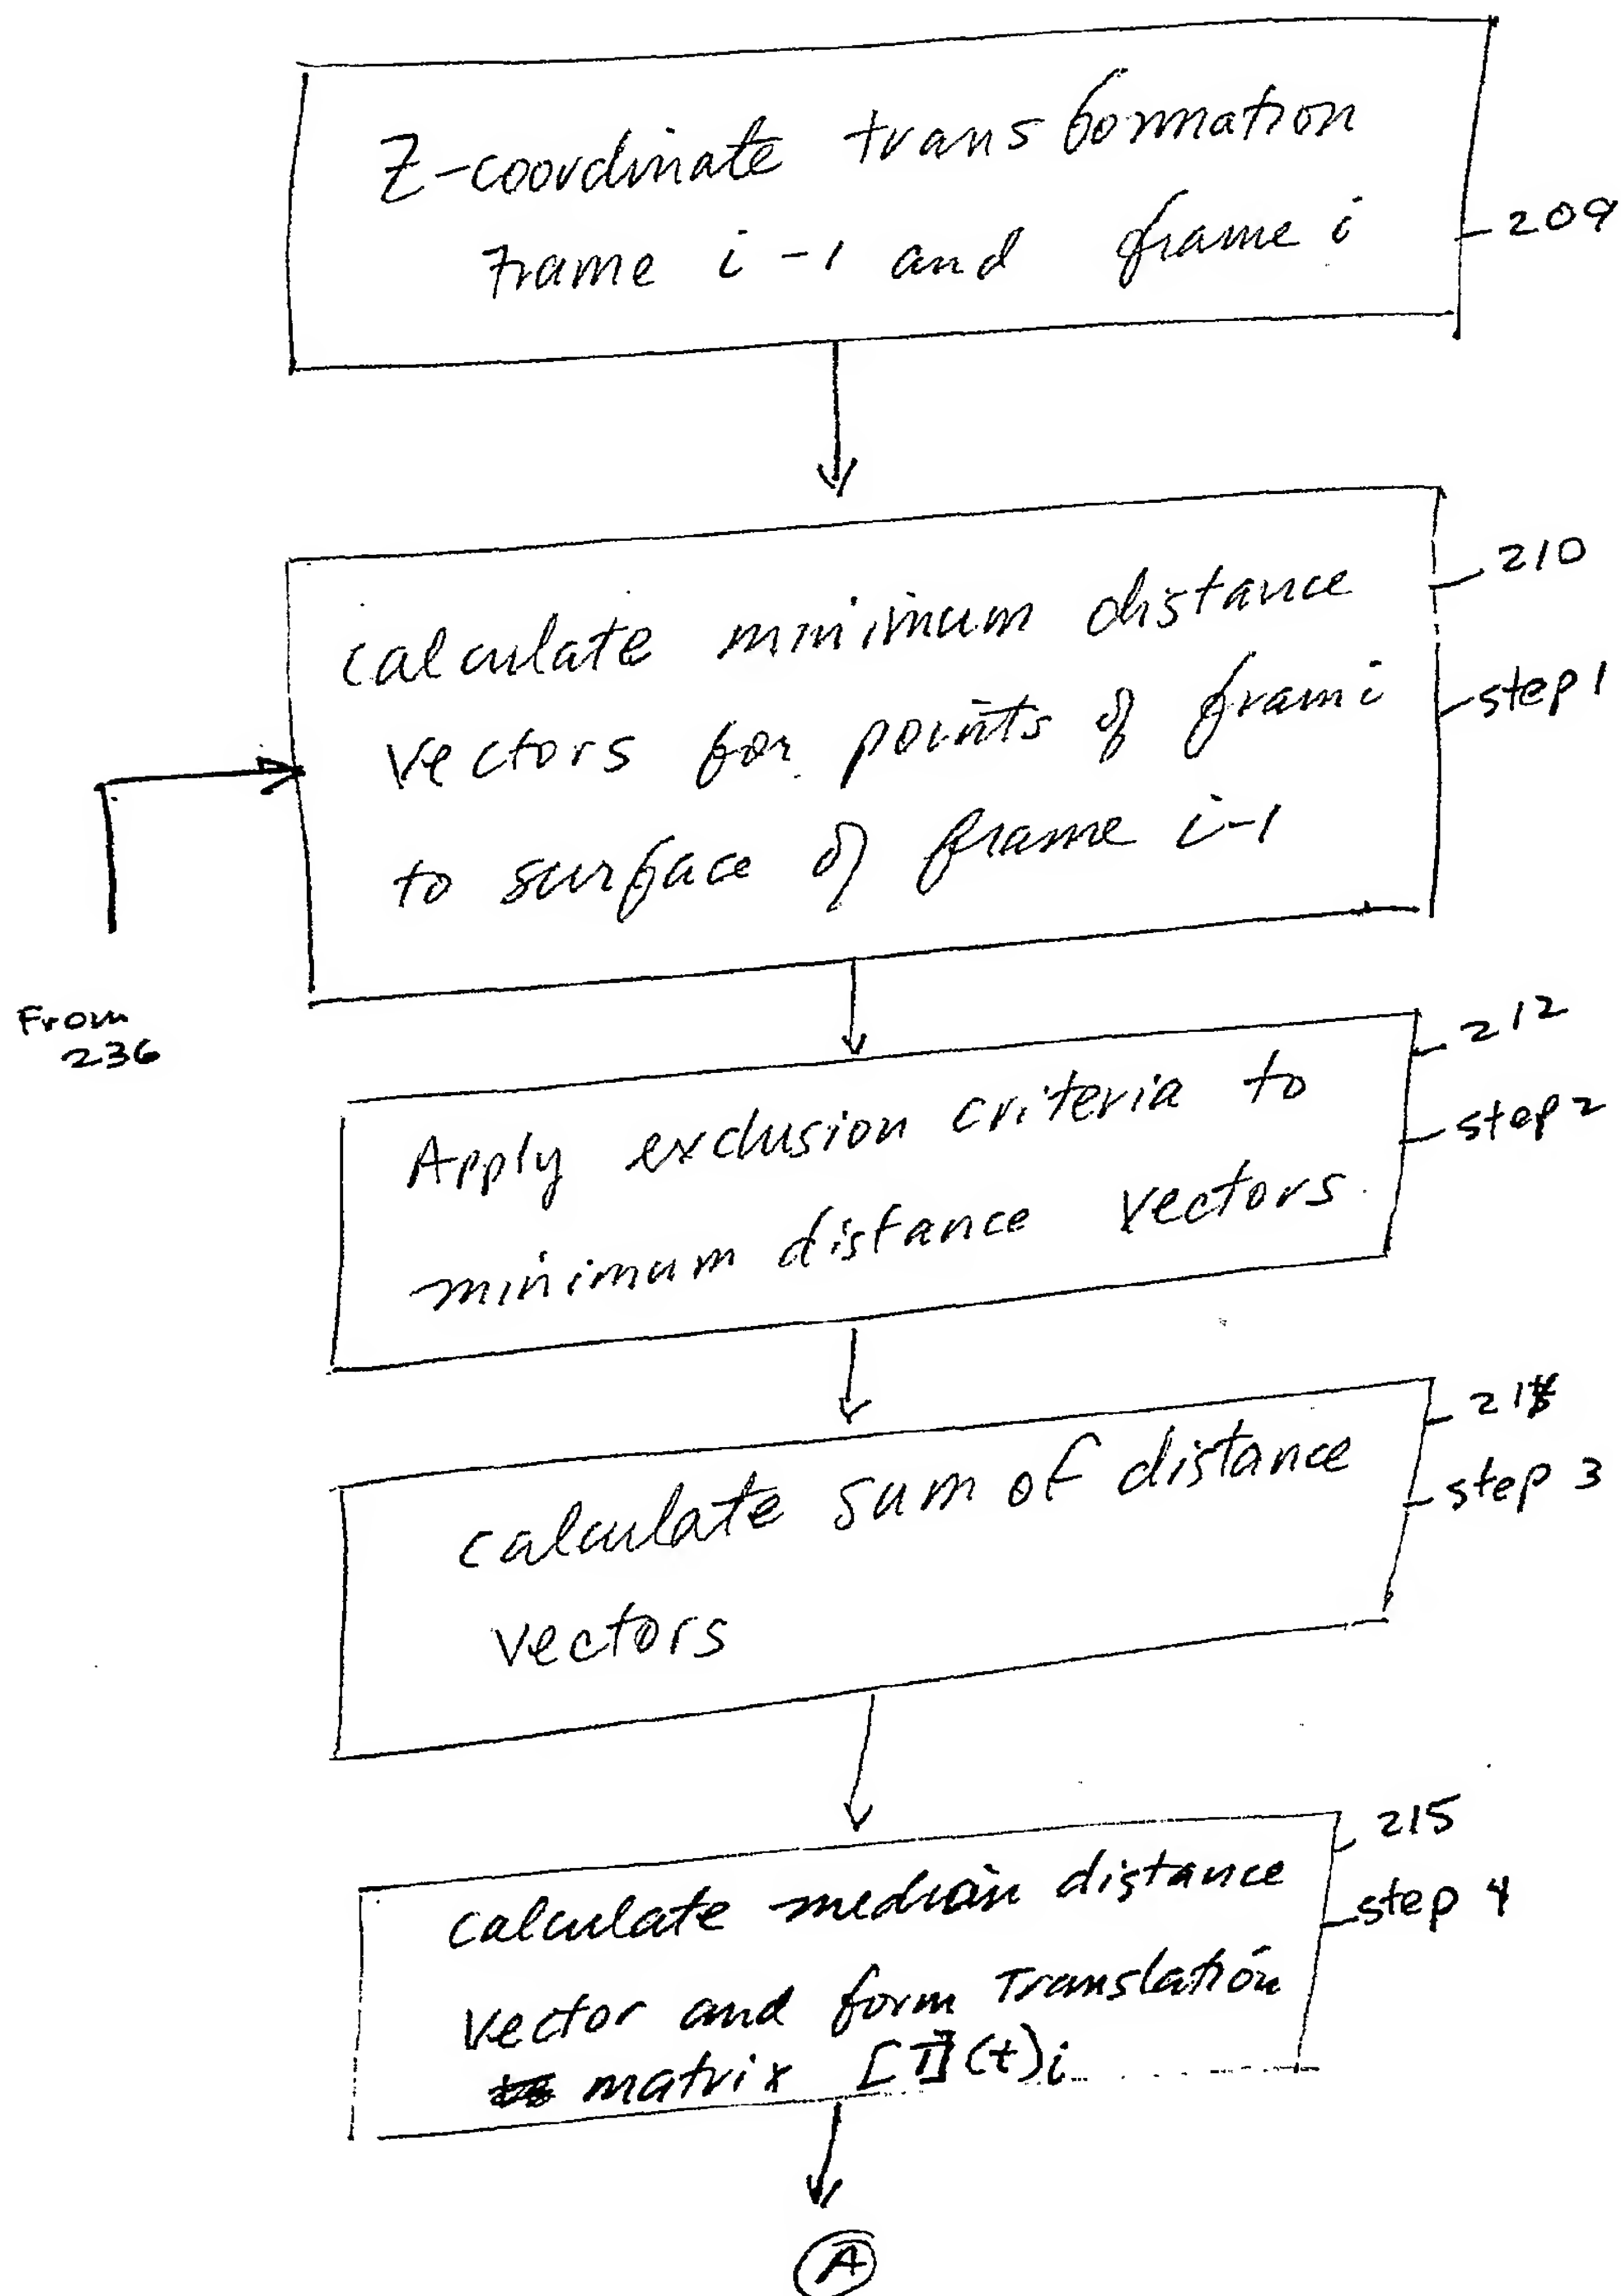 Z-coordinate transformation
Frame i-1 and frame i
209
calculate minimum distance
vectors for points of fram i
to surface of frame i-1
210
step 1
From
236
Apply exclusion criteria to
minimum distance vectors
212
step 2
calculate sum of distance
vectors
step 3
calculate median distance
vector and form Translation
matrix [T](t)i
215
step 4
A